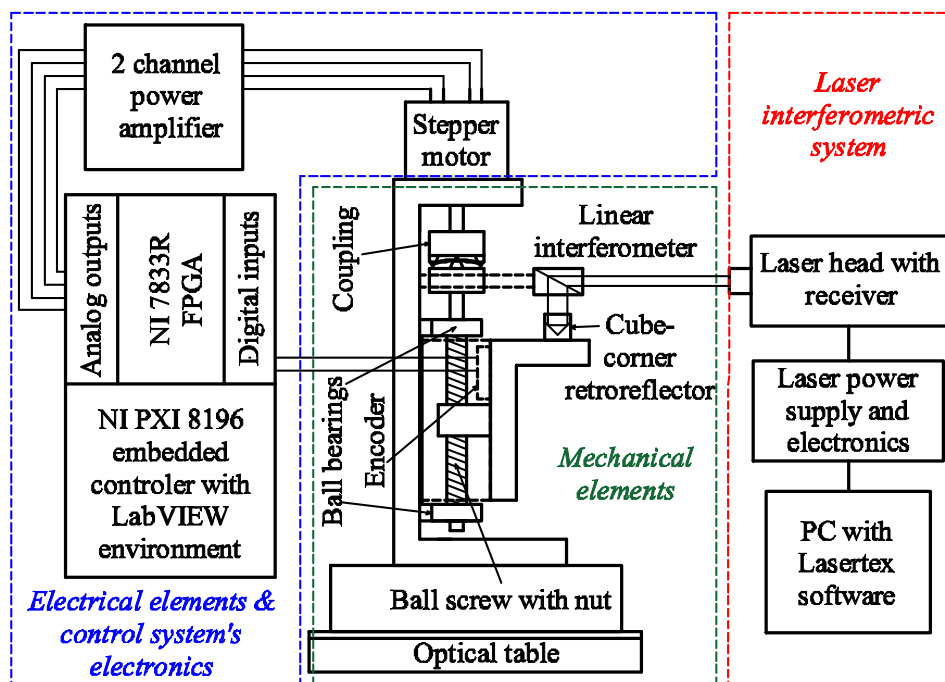 2 channel
power
amplifier
Stepper
motor
Laser
interferometric
system
Analog outputs
NI 7833R
FPGA
Digital inputs
Coupling
Linear
interferometer
Laser head with
receiver
Cube-
corner
retroreflector
Laser power
supply and
electronics
NI PXI 8196
embedded
controler with
LabVIEW
environment
Ball bearings
Encoder
Mechanical
elements
PC with
Lasertex
software
Ball screw with nut
Electrical elements &
control system's
electronics
Optical table